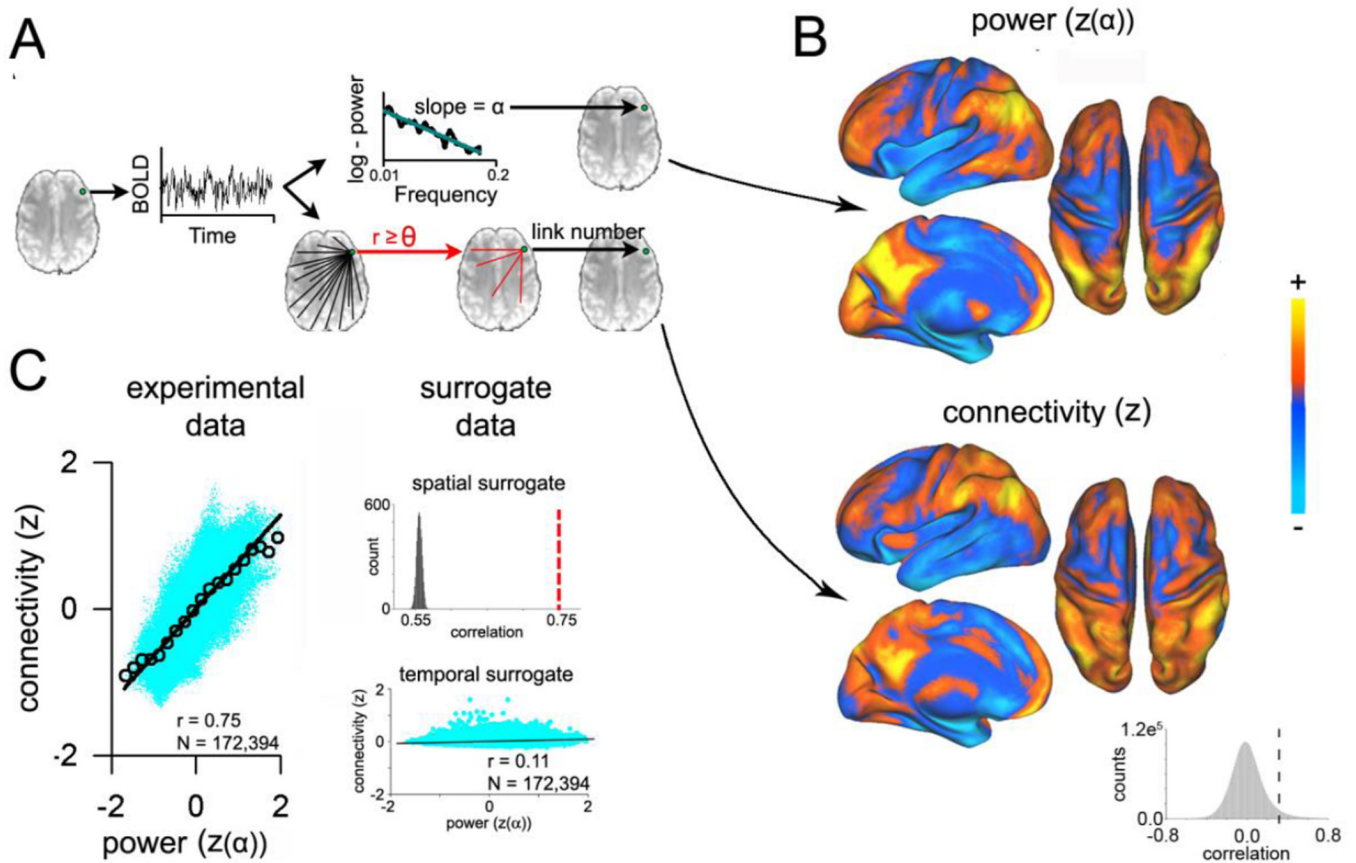 A
BOLD
Time
log - power
slope = α
0.01
0.2
Frequency
r ≥ θ
link number
B
power (z(α))
connectivity (z)
+
-
1.2e⁵
counts
0.0
-0.8
0.0
0.8
correlation
C
experimental
data
connectivity (z)
2
0
-2
r = 0.75
N = 172,394
-2
0
2
power (z(α))
surrogate
data
spatial surrogate
600
count
0
0.55
0.75
correlation
temporal surrogate
connectivity (z)
2
0
-2
r = 0.11
N = 172,394
-2
0
2
power (z(α))